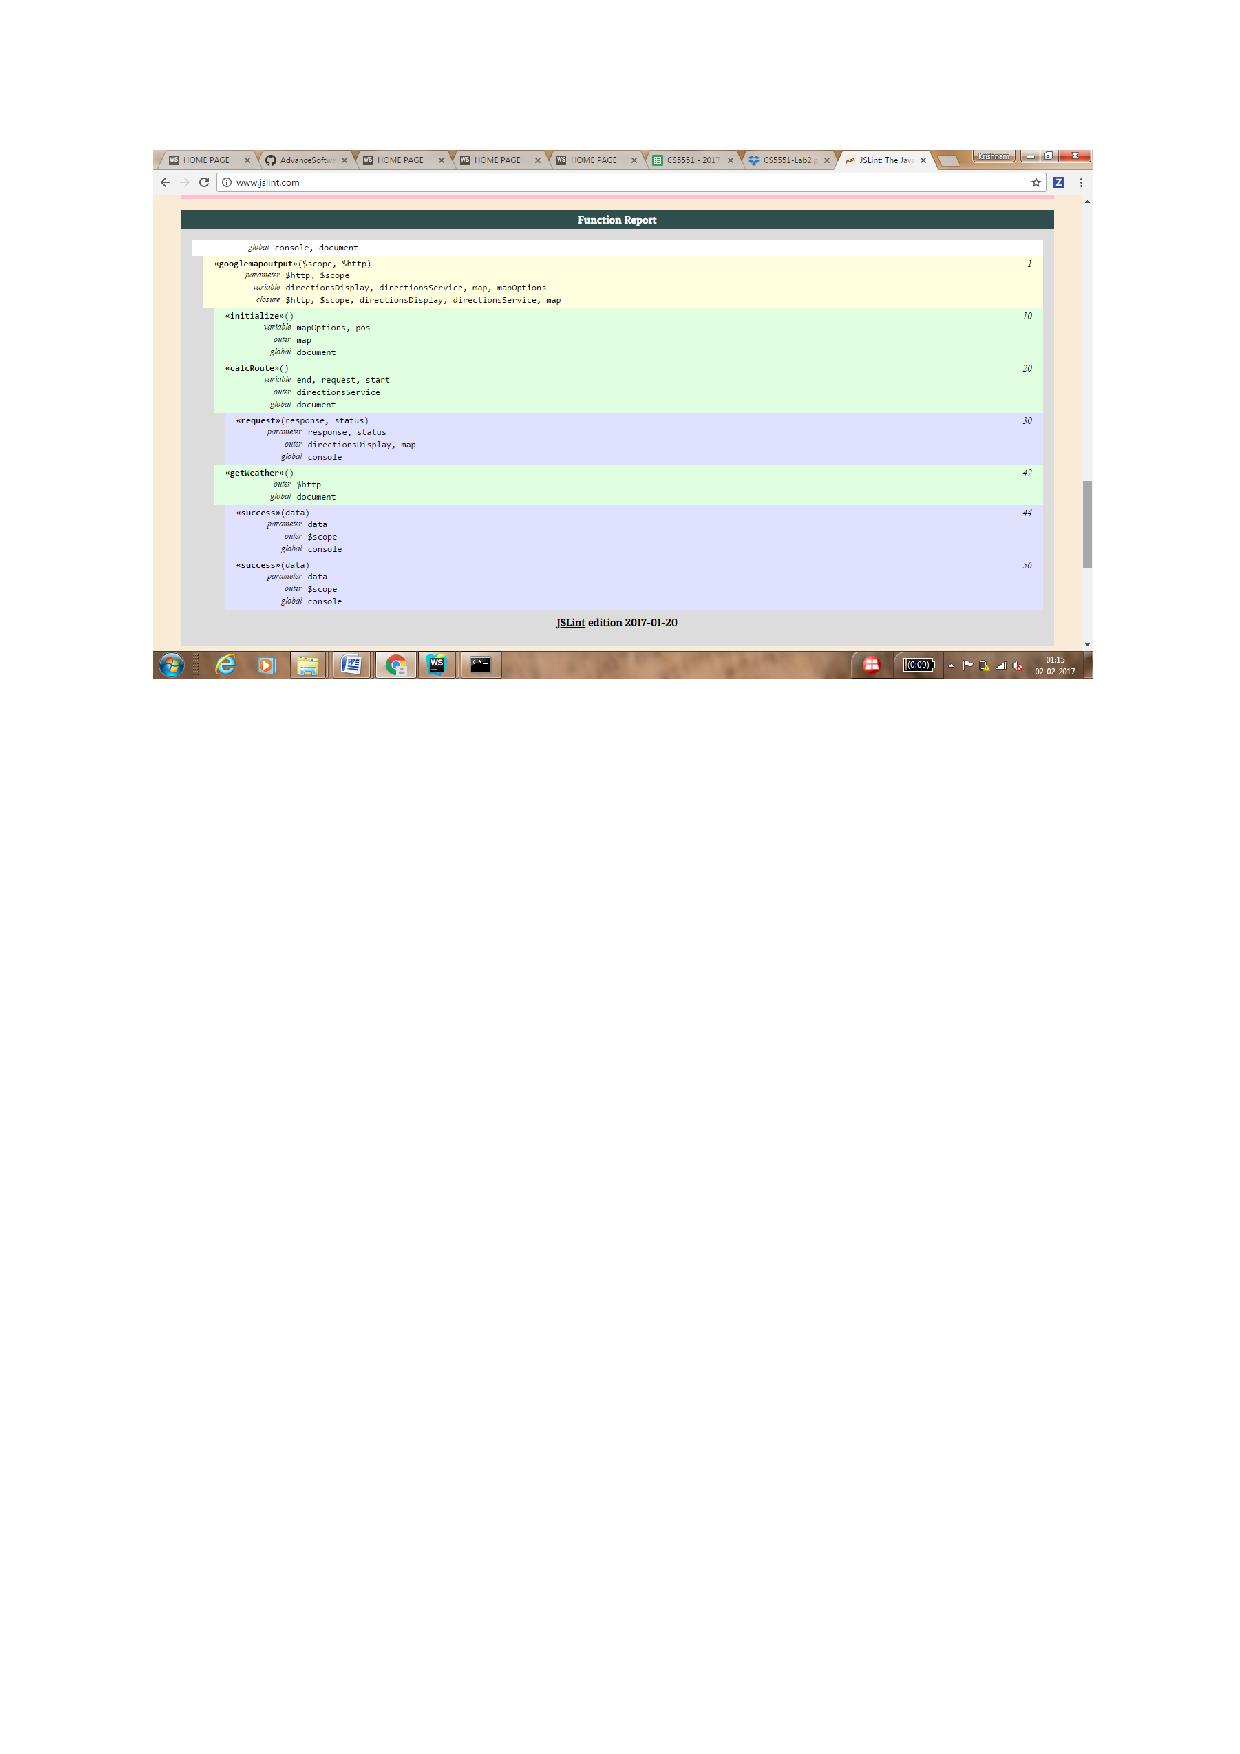 HOME PAGE AdvanceSoftw HOME PAGE HOME PAGE HOME PAGE CS5551 - 2017 CS5551-Lab2.p JSLint: The Java Krishnam
www.jslint.com
Function Report
global console, document
«googlemapoutput»($scope, $http) 1
parameter $http, $scope
variable directionsDisplay, directionsService, map, mapOptions
closure $http, $scope, directionsDisplay, directionsService, map
«initialize»() 10
variable mapOptions, pos
outer map
global document
«calcRoute»() 20
variable end, request, start
outer directionsService
global document
«request»(response, status) 30
parameter response, status
outer directionsDisplay, map
global console
«getWeather»() 42
outer $http
global document
«success»(data) 44
parameter data
outer $scope
global console
«success»(data)
parameter data
outer $scope
global console
JSLint edition 2017-01-20
WS (0:09) 01:15
02-02-2017